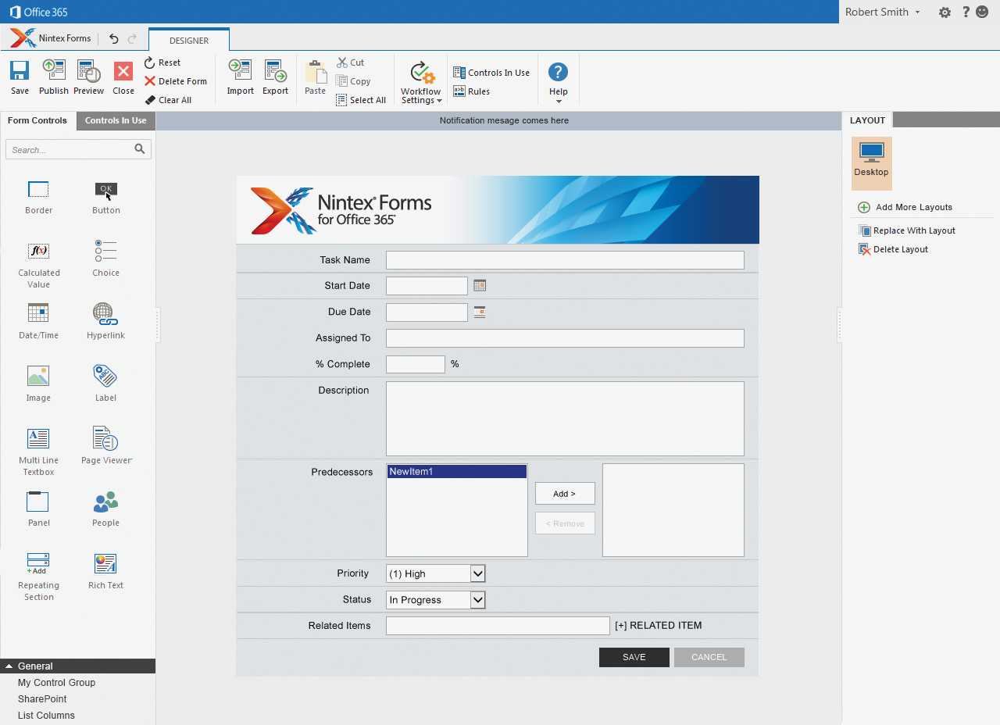 Office 365
Robert Smith
?
Nintex Forms
DESIGNER
Save
Publish
Preview
Close
Reset
Delete Form
Clear All
Import
Export
Paste
Cut
Copy
Select All
Workflow
Settings
Controls In Use
a>b
Rules
?
Help
Form Controls
Controls In Use
Notification mesage comes here
LAYOUT
Search...
Desktop
Add More Layouts
Replace With Layout
Delete Layout
Border
OK
Button
f(x)
Calculated
Value
Choice
Date/Time
Hyperlink
Image
ABC
Label
A
Multi Line
Textbox
Page Viewer
Panel
People
+Add
Repeating
Section
A
Rich Text
General
My Control Group
SharePoint
List Columns
Nintex® Forms
for Office 365®
Task Name
Start Date
Due Date
Assigned To
% Complete
%
Description
Predecessors
NewItem1
Add >
< Remove
Priority
(1) High
Status
In Progress
Related Items
[+] RELATED ITEM
SAVE
CANCEL